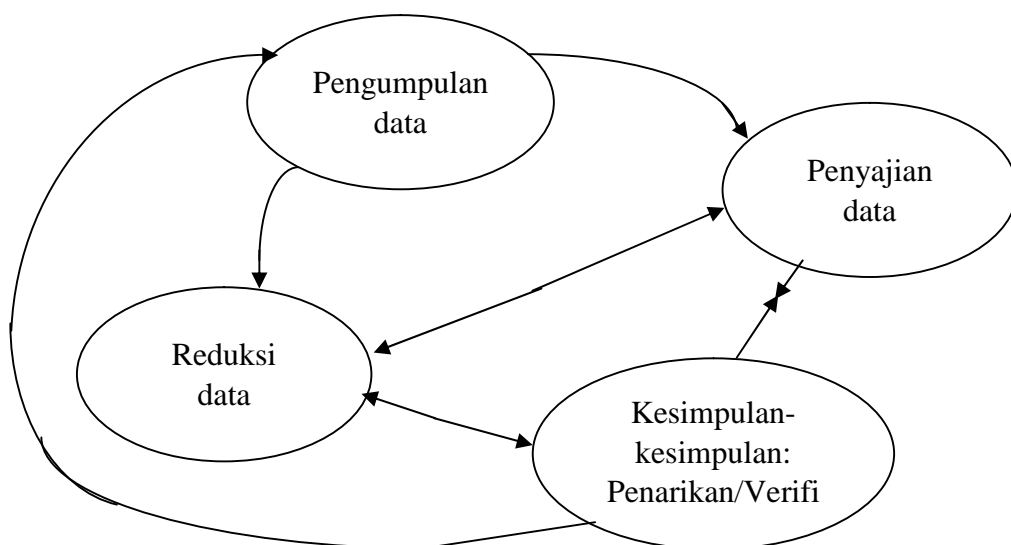 Pengumpulan
data
Penyajian
data
Reduksi
data
Kesimpulan-
kesimpulan:
Penarikan/Verifi